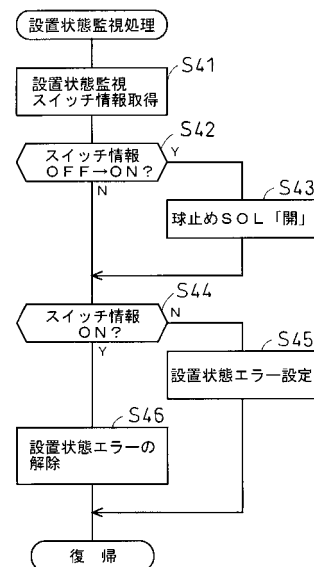 設置状態監視処理
S41
設置状態監視
スイッチ情報取得
S42
スイッチ情報
OFF→ON?
Y
N
S43
球止めSOL「開」
S44
スイッチ情報
ON?
N
Y
S45
設置状態エラー設定
S46
設置状態エラーの
解除
復帰